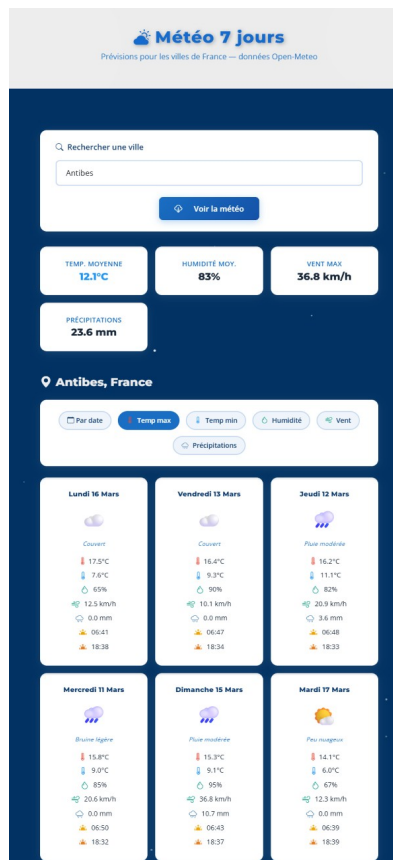 Météo 7 jours
Prévisions pour les villes de France — données Open-Meteo
Rechercher une ville
Antibes
Voir la météo
TEMP. MOYENNE
12.1°C
HUMIDITÉ MOY.
83%
VENT MAX
36.8 km/h
PRÉCIPITATIONS
23.6 mm
Antibes, France
Par date
Temp max
Temp min
Humidité
Vent
Précipitations
Lundi 16 Mars
Couvert
17.5°C
7.6°C
65%
12.5 km/h
0.0 mm
06:41
18:38
Vendredi 13 Mars
Couvert
16.4°C
9.3°C
90%
10.1 km/h
0.0 mm
06:47
18:34
Jeudi 12 Mars
Pluie modérée
16.2°C
11.1°C
82%
20.9 km/h
3.6 mm
06:48
18:33
Mercredi 11 Mars
Bruine légère
15.8°C
9.0°C
85%
20.6 km/h
0.0 mm
06:50
18:32
Dimanche 15 Mars
Pluie modérée
15.3°C
9.1°C
95%
36.8 km/h
10.7 mm
06:43
18:37
Mardi 17 Mars
Peu nuageux
14.1°C
6.0°C
67%
12.3 km/h
0.0 mm
06:39
18:39